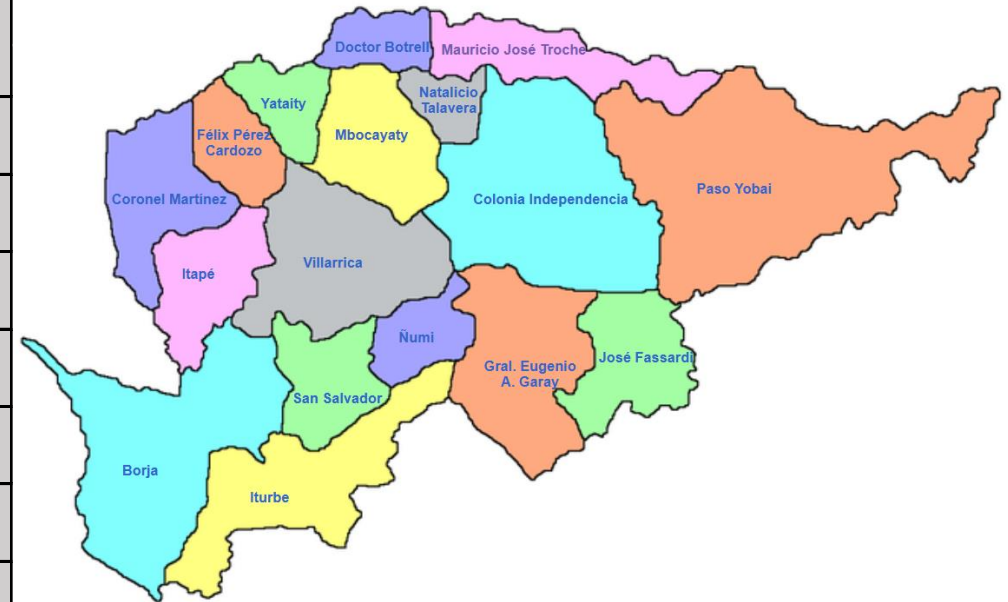 Doctor Botrell
Mauricio José Troche
Yataity
Natalicio
Talavera
Félix Pérez
Cardozo
Mbocayaty
Coronel Martinez
Colonia Independencia
Paso Yobai
Itapé
Villarrica
Ñumi
Gral. Eugenio
A. Garay
José Fassardi
San Salvador
Borja
Iturbe